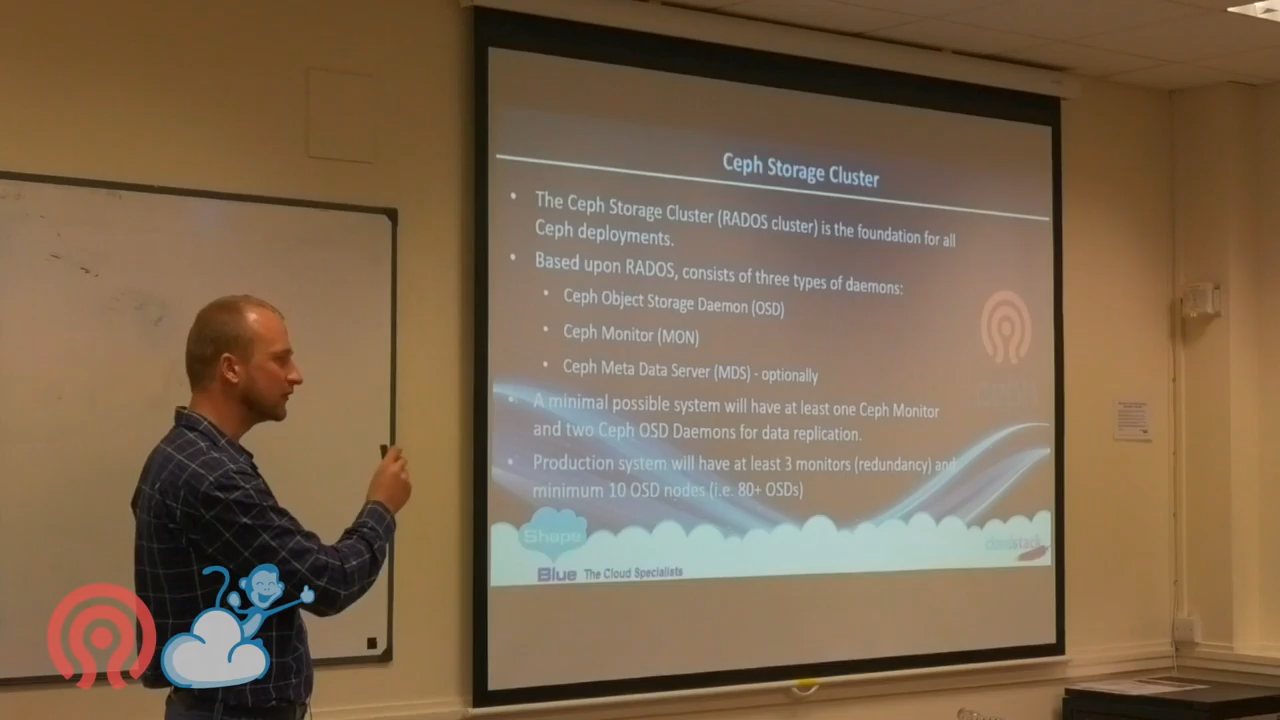 Ceph Storage Cluster
• The Ceph Storage Cluster (RADOS cluster) is the foundation for all
Ceph deployments.
• Based upon RADOS, consists of three types of daemons:
• Ceph Object Storage Daemon (OSD)
• Ceph Monitor (MON)
• Ceph Meta Data Server (MDS) - optionally
• A minimal possible system will have at least one Ceph Monitor
and two Ceph OSD Daemons for data replication.
• Production system will have at least 3 monitors (redundancy) and
minimum 10 OSD nodes (i.e. 80+ OSDs)
Shape
Blue The Cloud Specialists
cloudstack